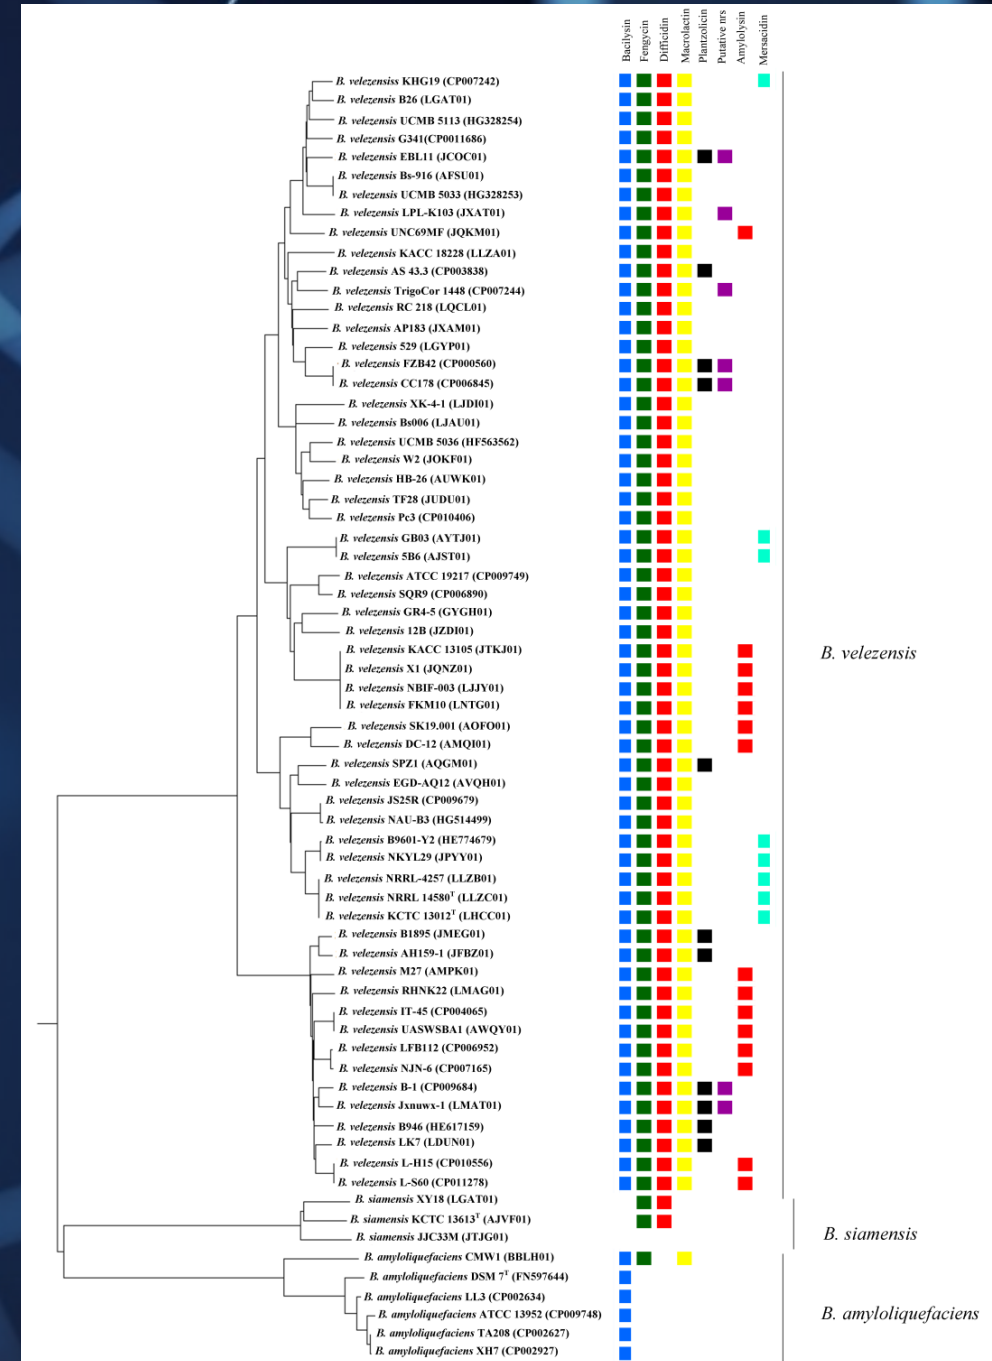 Bacilysin
Fengycin
Difficidin
Macrolactin
Plantzolicin
Putative nrs
Amylolysin
Mersacidin
B. velezensiss KHG19 (CP007242)
B. velezensis B26 (LGAT01)
B. velezensis UCMB 5113 (HG328254)
B. velezensis G341(CP0011686)
B. velezensis EBL11 (JCOC01)
B. velezensis Bs-916 (AFSU01)
B. velezensis UCMB 5033 (HG328253)
B. velezensis LPL-K103 (JXAT01)
B. velezensis UNC69MF (JQKM01)
B. velezensis KACC 18228 (LLZA01)
B. velezensis AS 43.3 (CP003838)
B. velezensis TrigoCor 1448 (CP007244)
B. velezensis RC 218 (LQCL01)
B. velezensis AP183 (JXAM01)
B. velezensis 529 (LGYP01)
B. velezensis FZB42 (CP000560)
B. velezensis CC178 (CP006845)
B. velezensis XK-4-1 (LJDI01)
B. velezensis Bs006 (LJAU01)
B. velezensis UCMB 5036 (HF563562)
B. velezensis W2 (JOKF01)
B. velezensis HB-26 (AUWK01)
B. velezensis TF28 (JUDU01)
B. velezensis Pc3 (CP010406)
B. velezensis GB03 (AYTJ01)
B. velezensis 5B6 (AJST01)
B. velezensis ATCC 19217 (CP009749)
B. velezensis SQR9 (CP006890)
B. velezensis GR4-5 (GYGH01)
B. velezensis 12B (JZDI01)
B. velezensis KACC 13105 (JTKJ01)
B. velezensis X1 (JQNZ01)
B. velezensis NBIF-003 (LJJY01)
B. velezensis FKM10 (LNTG01)
B. velezensis SK19.001 (AOFO01)
B. velezensis DC-12 (AMQI01)
B. velezensis SPZ1 (AQGM01)
B. velezensis EGD-AQ12 (AVQH01)
B. velezensis JS25R (CP009679)
B. velezensis NAU-B3 (HG514499)
B. velezensis B9601-Y2 (HE774679)
B. velezensis NKYL29 (JPYY01)
B. velezensis NRRL-4257 (LLZB01)
B. velezensis NRRL 14580ᵀ (LLZC01)
B. velezensis KCTC 13012ᵀ (LHCC01)
B. velezensis B1895 (JMEG01)
B. velezensis AH159-1 (JFBZ01)
B. velezensis M27 (AMPK01)
B. velezensis RHNK22 (LMAG01)
B. velezensis IT-45 (CP004065)
B. velezensis UASWSBA1 (AWQY01)
B. velezensis LFB112 (CP006952)
B. velezensis NJN-6 (CP007165)
B. velezensis B-1 (CP009684)
B. velezensis Jxnuwx-1 (LMAT01)
B. velezensis B946 (HE617159)
B. velezensis LK7 (LDUN01)
B. velezensis L-H15 (CP010556)
B. velezensis L-S60 (CP011278)
B. siamensis XY18 (LGAT01)
B. siamensis KCTC 13613ᵀ (AJVF01)
B. siamensis JJC33M (JTJG01)
B. amyloliquefaciens CMW1 (BBLH01)
B. amyloliquefaciens DSM 7ᵀ (FN597644)
B. amyloliquefaciens LL3 (CP002634)
B. amyloliquefaciens ATCC 13952 (CP009748)
B. amyloliquefaciens TA208 (CP002627)
B. amyloliquefaciens XH7 (CP002927)
B. velezensis
B. siamensis
B. amyloliquefaciens